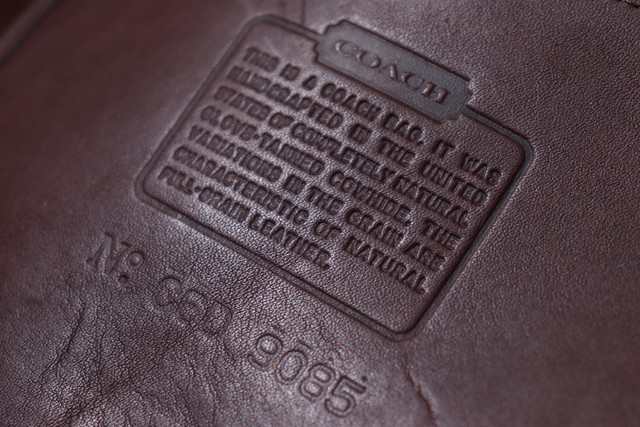 COACH
THIS IS A COACH BAG. IT WAS
HANDCRAFTED IN THE UNITED
STATES OF COMPLETELY NATURAL
GLOVE-TANNED COWHIDE. THE
VARIATIONS IN THE GRAIN ARE
CHARACTERISTIC OF NATURAL
FULL-GRAIN LEATHER.
No C6D 9085